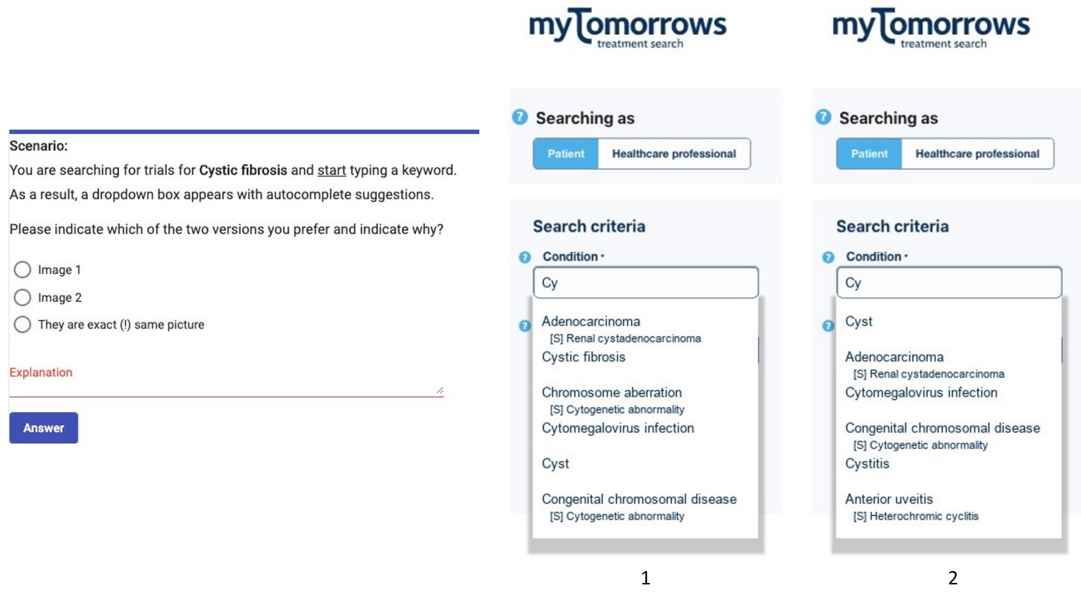 Scenario:
You are searching for trials for Cystic fibrosis and start typing a keyword.
As a result, a dropdown box appears with autocomplete suggestions.
Please indicate which of the two versions you prefer and indicate why?
Image 1
Image 2
They are exact (!) same picture
Explanation
Answer
myTomorrows
treatment search
? Searching as
Patient Healthcare professional
Search criteria
? Condition *
Cy
?
Adenocarcinoma
[S] Renal cystadenocarcinoma
Cystic fibrosis
Chromosome aberration
[S] Cytogenetic abnormality
Cytomegalovirus infection
Cyst
Congenital chromosomal disease
[S] Cytogenetic abnormality
1
myTomorrows
treatment search
? Searching as
Patient Healthcare professional
Search criteria
? Condition *
Cy
?
Cyst
Adenocarcinoma
[S] Renal cystadenocarcinoma
Cytomegalovirus infection
Congenital chromosomal disease
[S] Cytogenetic abnormality
Cystitis
Anterior uveitis
[S] Heterochromic cyclitis
2